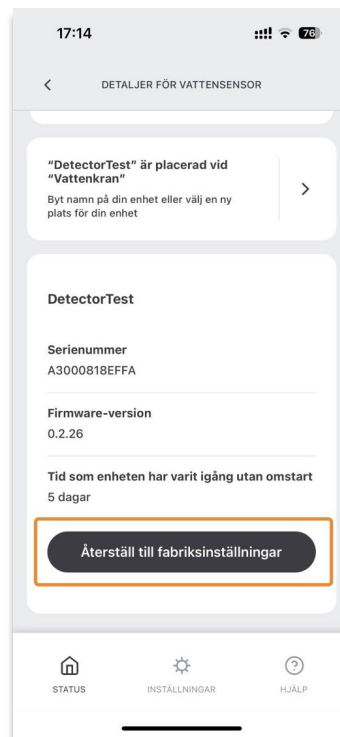 17:14
76
DETALJER FÖR VATTENSENSOR
“DetectorTest” är placerad vid
“Vattenkran”
Byt namn på din enhet eller välj en ny
plats för din enhet
DetectorTest
Serienummer
A3000818EFFA
Firmware-version
0.2.26
Tid som enheten har varit igång utan omstart
5 dagar
Återställ till fabriksinställningar
STATUS
INSTÄLLNINGAR
HJÄLP